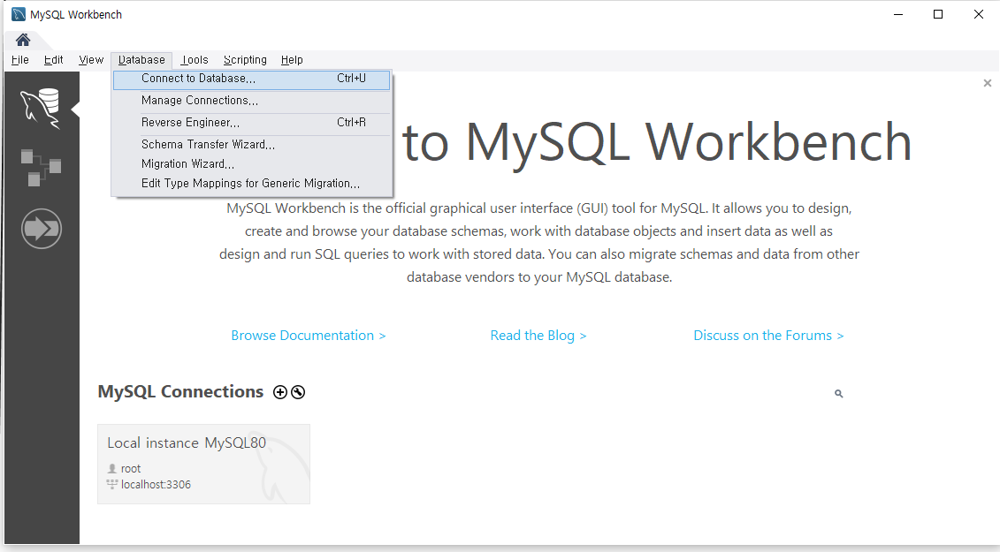 MySQL Workbench
File Edit View Database Tools Scripting Help
Connect to Database... Ctrl+U
Manage Connections...
Reverse Engineer... Ctrl+R
Schema Transfer Wizard...
Migration Wizard...
Edit Type Mappings for Generic Migration...
to MySQL Workbench
MySQL Workbench is the official graphical user interface (GUI) tool for MySQL. It allows you to design,
create and browse your database schemas, work with database objects and insert data as well as
design and run SQL queries to work with stored data. You can also migrate schemas and data from other
database vendors to your MySQL database.
Browse Documentation > Read the Blog > Discuss on the Forums >
MySQL Connections
Local instance MySQL80
root
localhost:3306